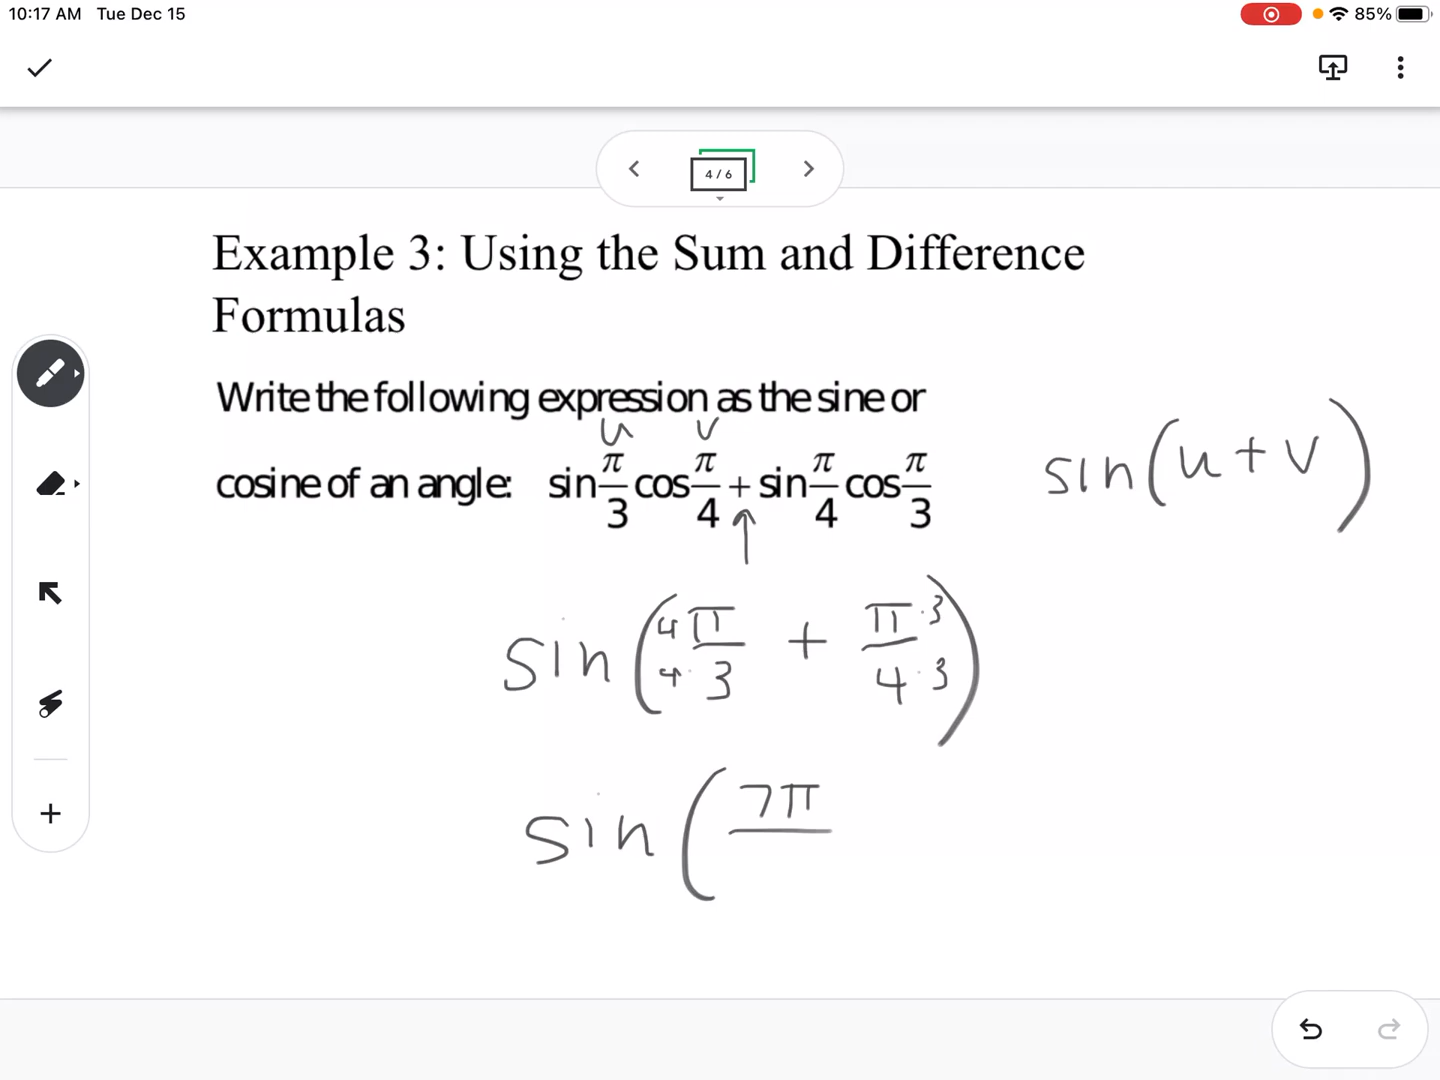 10:17 AM Tue Dec 15 85%
4 / 6
Example 3: Using the Sum and Difference
Formulas
Write the following expression as the sine or
u v
cosine of an angle: sin π/3 cos π/4 + sin π/4 cos π/3 sin(u+v)
↑
sin(4π/4·3 + π·3/4·3)
sin(7π